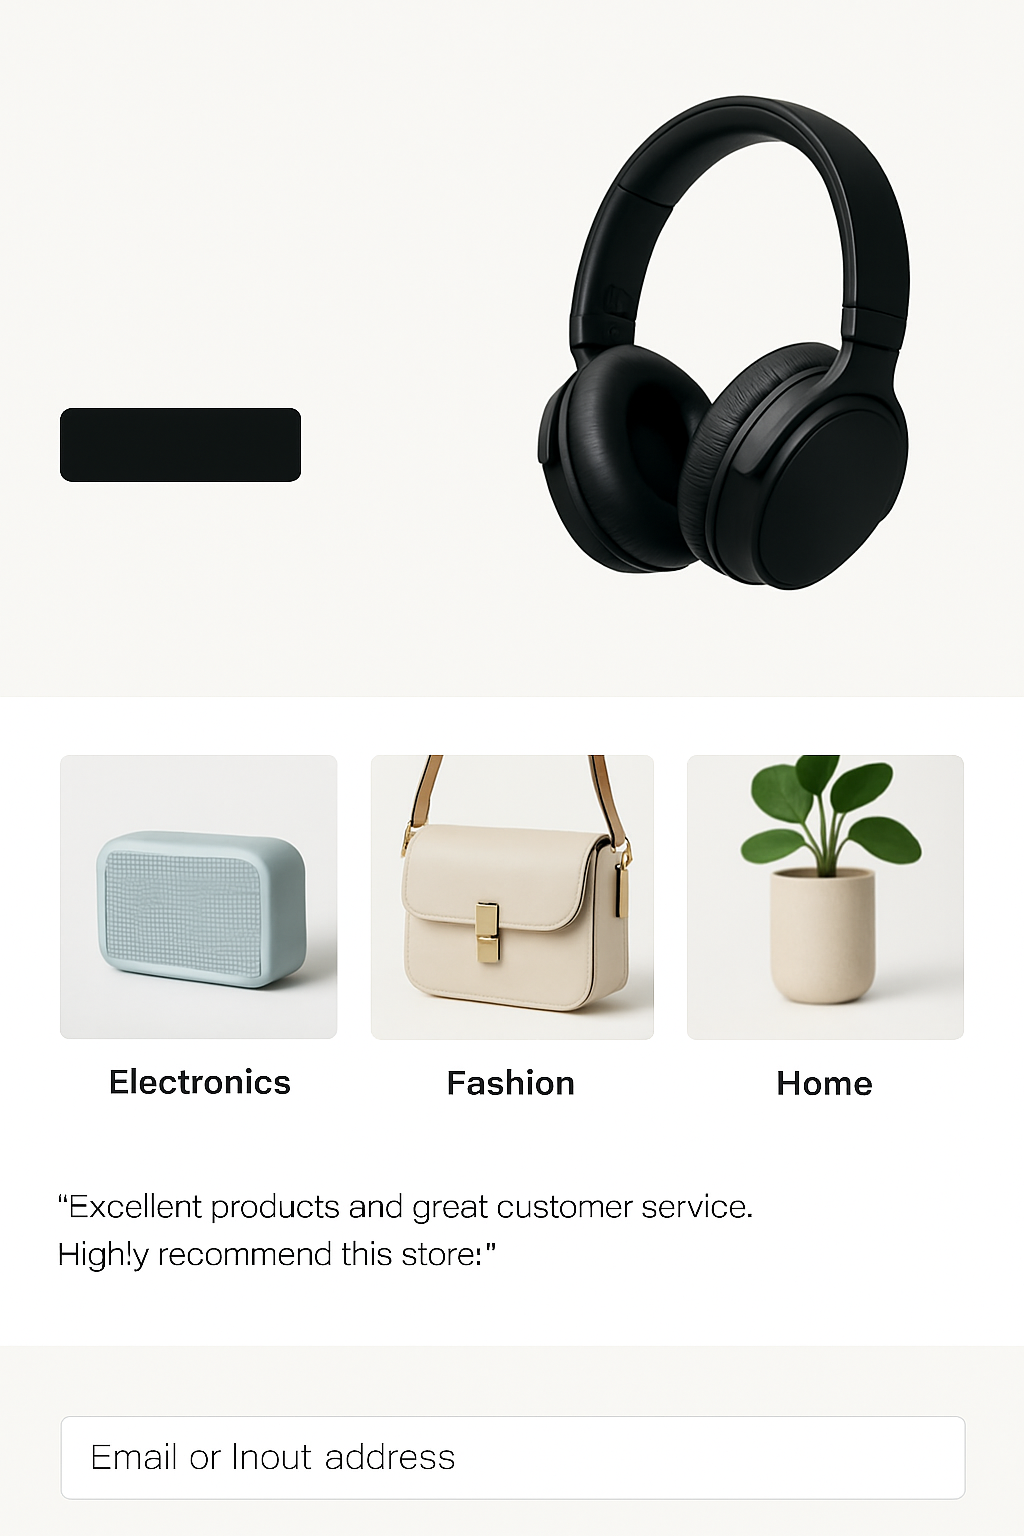 Electronics
Fashion
Home
“Excellent products and great customer service.
High!y recommend this store!”
Email or Inout address